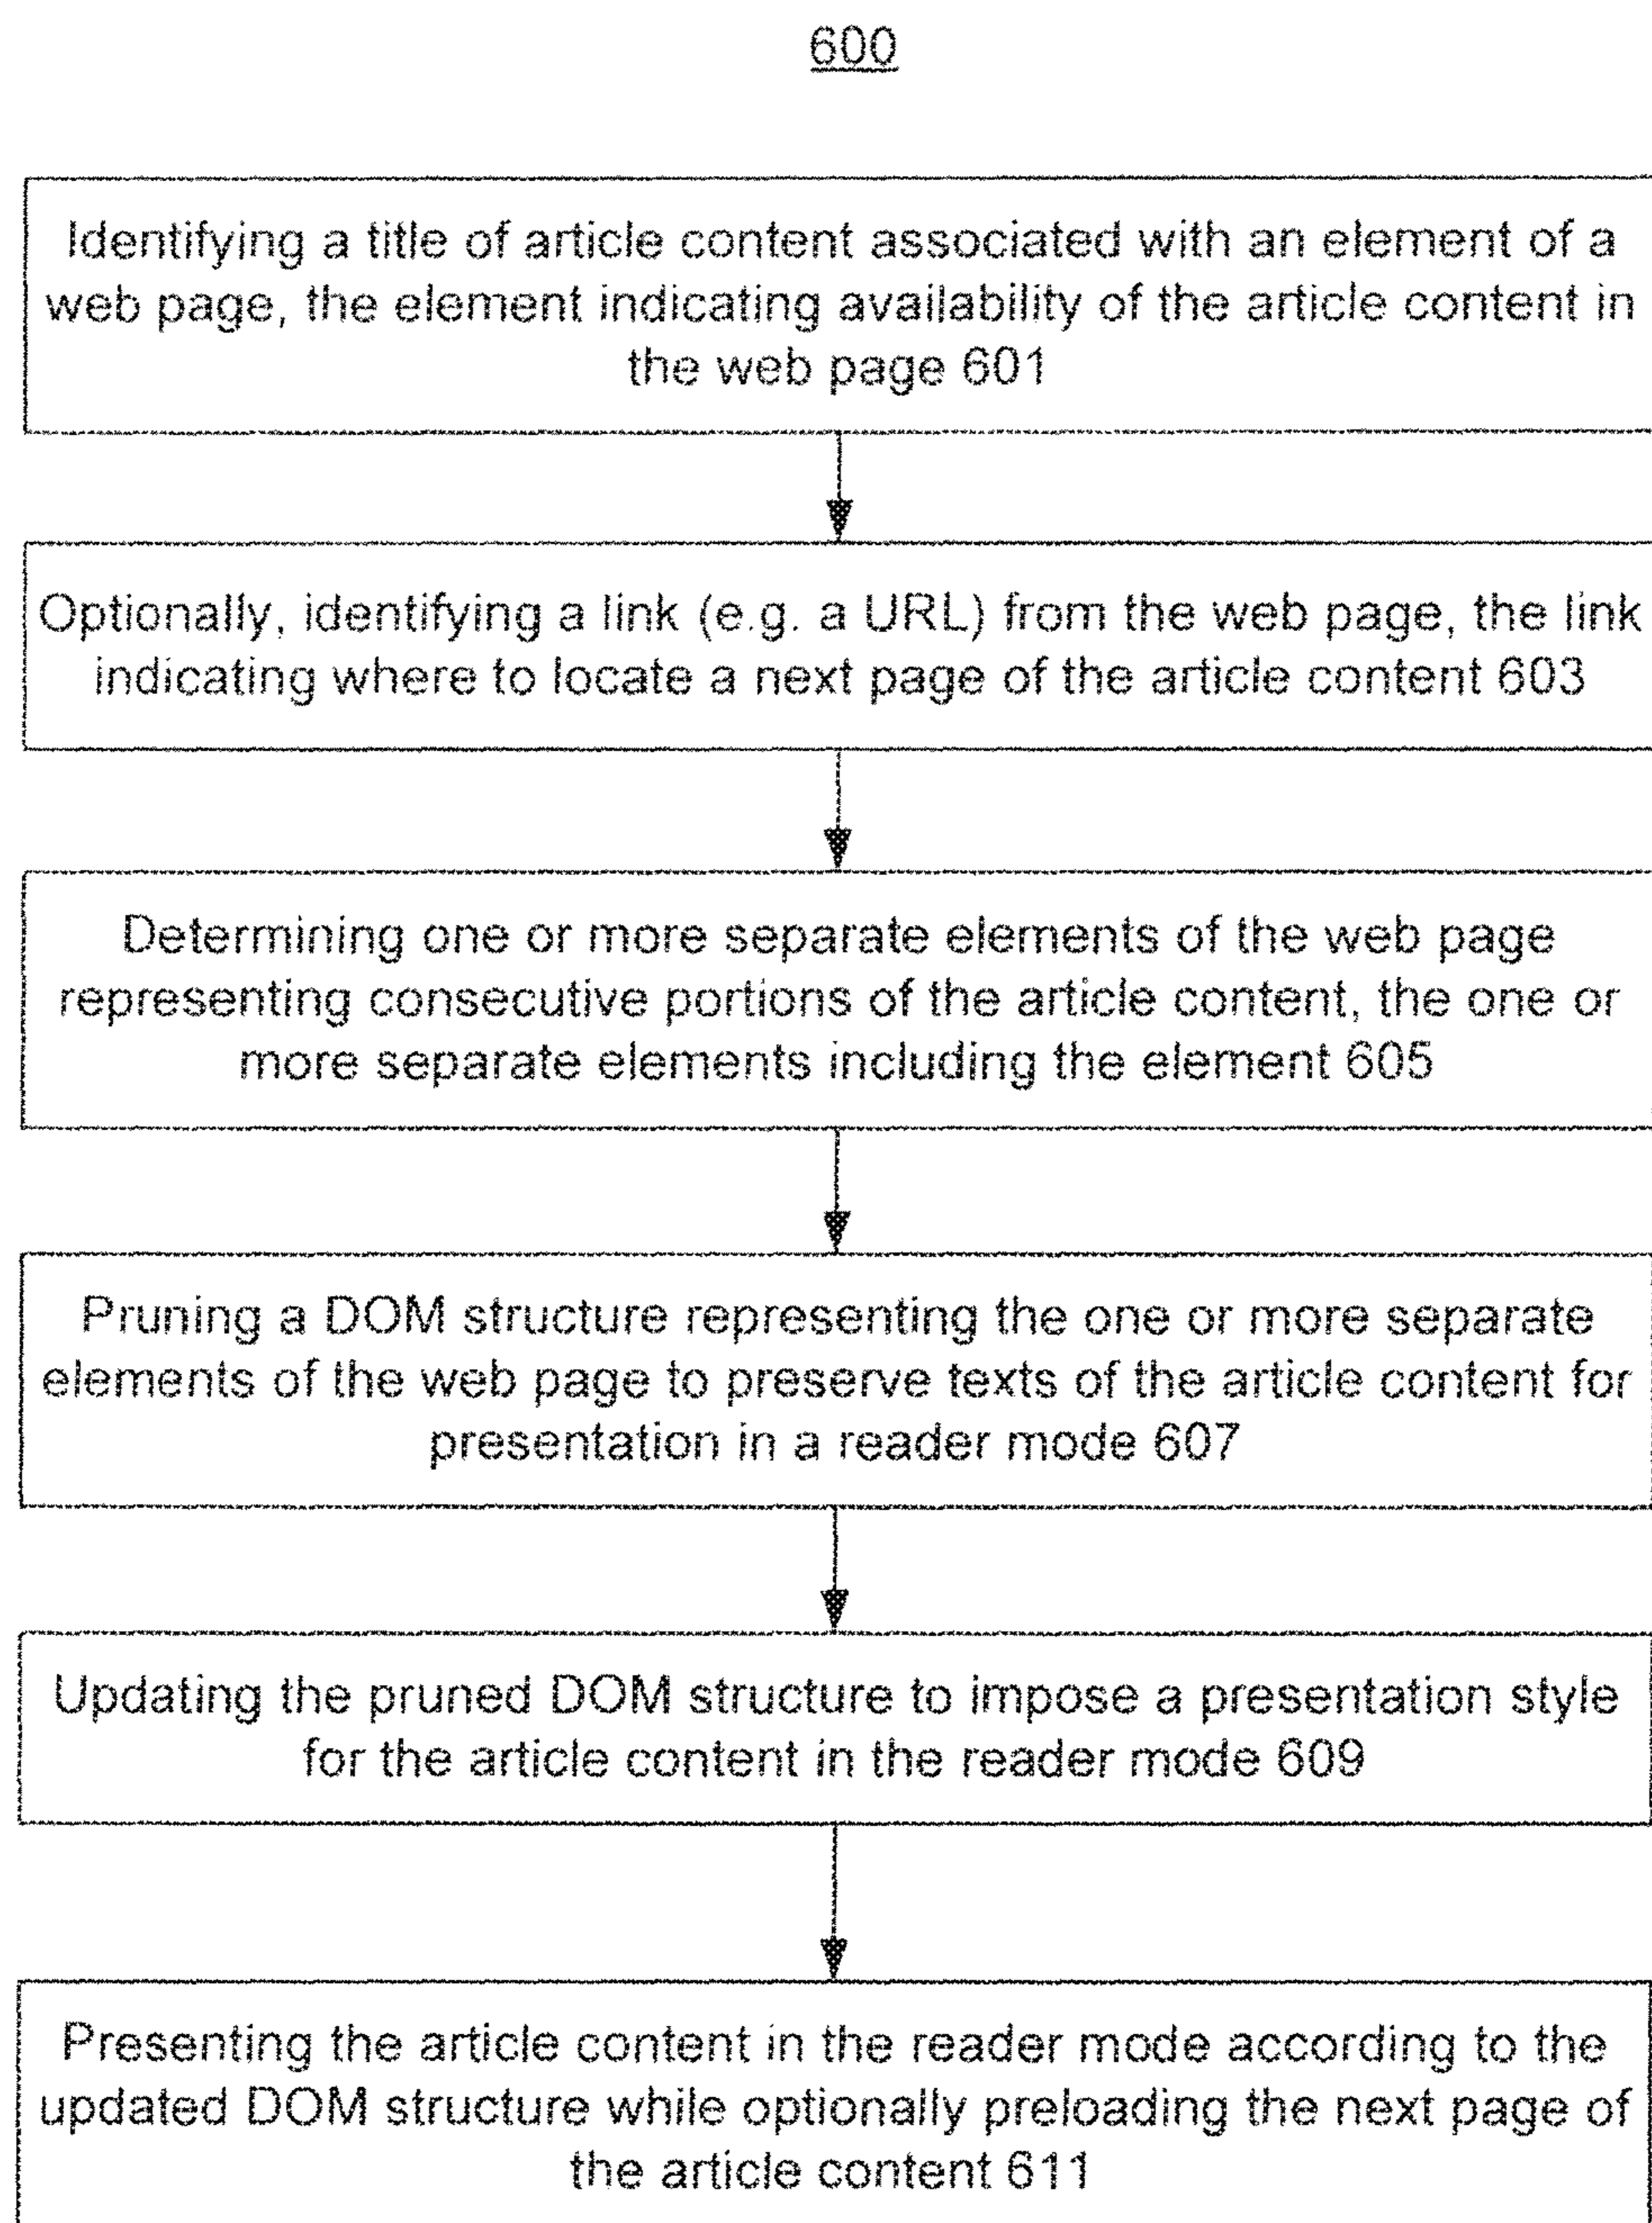 600
Identifying a title of article content associated with an element of a
web page, the element indicating availability of the article content in
the web page 601
Optionally, identifying a link (e.g. a URL) from the web page, the link
indicating where to locate a next page of the article content 603
Determining one or more separate elements of the web page
representing consecutive portions of the article content, the one or
more separate elements including the element 605
Pruning a DOM structure representing the one or more separate
elements of the web page to preserve texts of the article content for
presentation in a reader mode 607
Updating the pruned DOM structure to impose a presentation style
for the article content in the reader mode 609
Presenting the article content in the reader mode according to the
updated DOM structure while optionally preloading the next page of
the article content 611